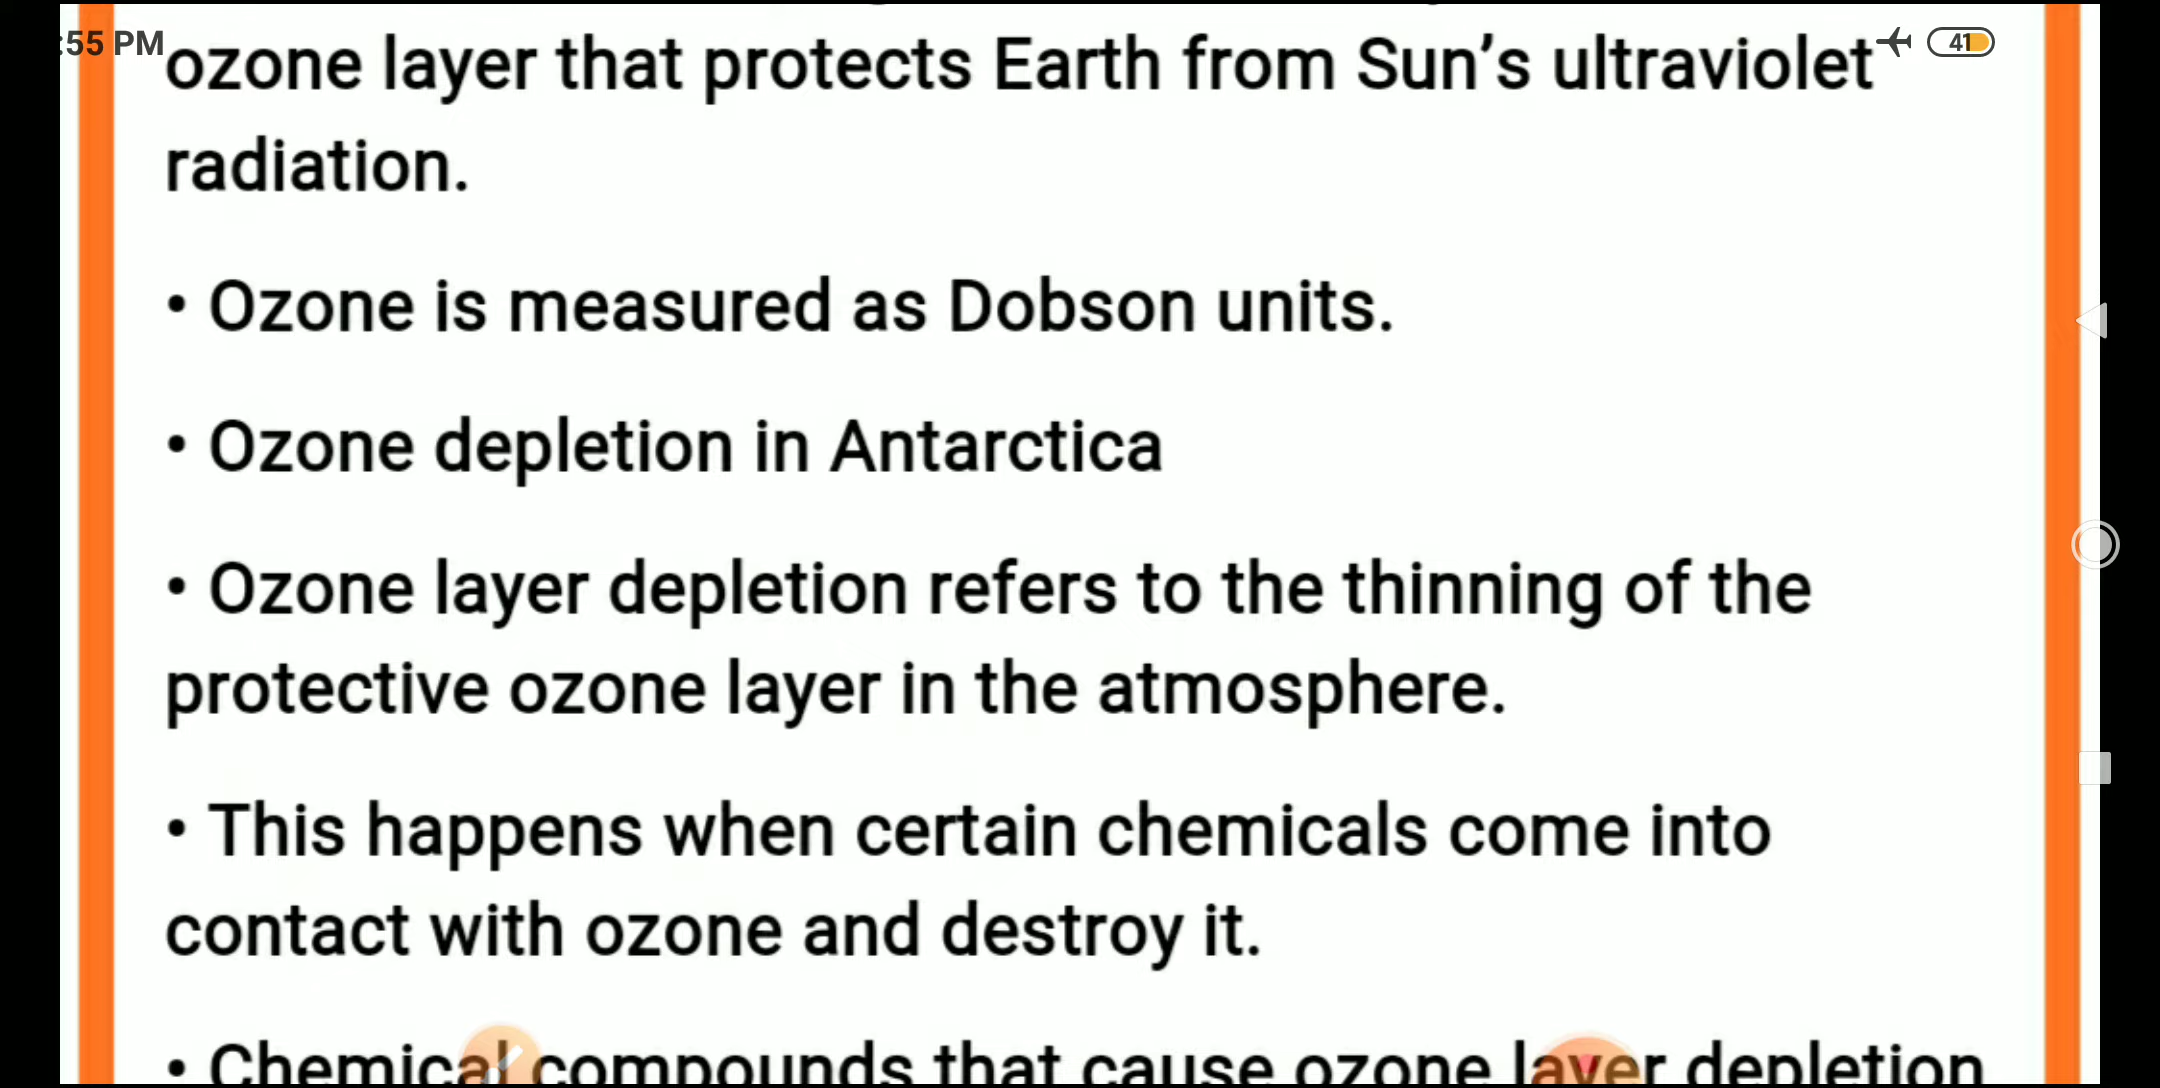 :55 PM
41
ozone layer that protects Earth from Sun’s ultraviolet
radiation.
• Ozone is measured as Dobson units.
• Ozone depletion in Antarctica
• Ozone layer depletion refers to the thinning of the
protective ozone layer in the atmosphere.
• This happens when certain chemicals come into
contact with ozone and destroy it.
• Chemical compounds that cause ozone layer depletion